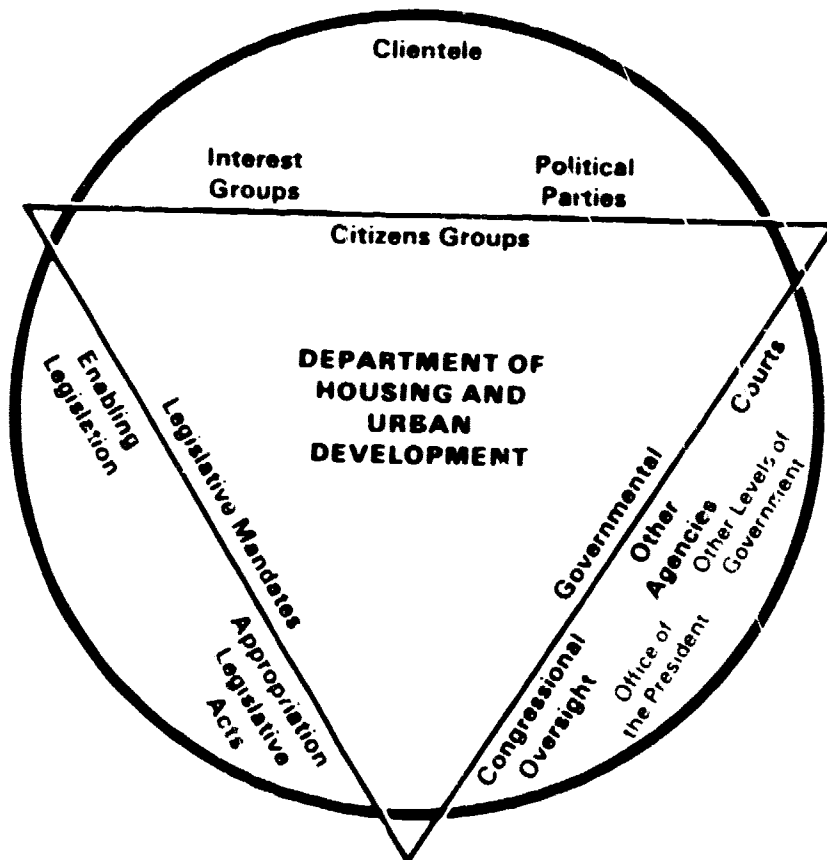 Clientele
Interest
Groups
Political
Parties
Citizens Groups
DEPARTMENT OF
HOUSING AND
URBAN
DEVELOPMENT
Enabling
Legislation
Legislative Mandates
Appropriation
Legislative
Acts
Courts
Governmental
Other
Agencies
Other Levels of
Government
Congressional
Oversight
Office of
the President